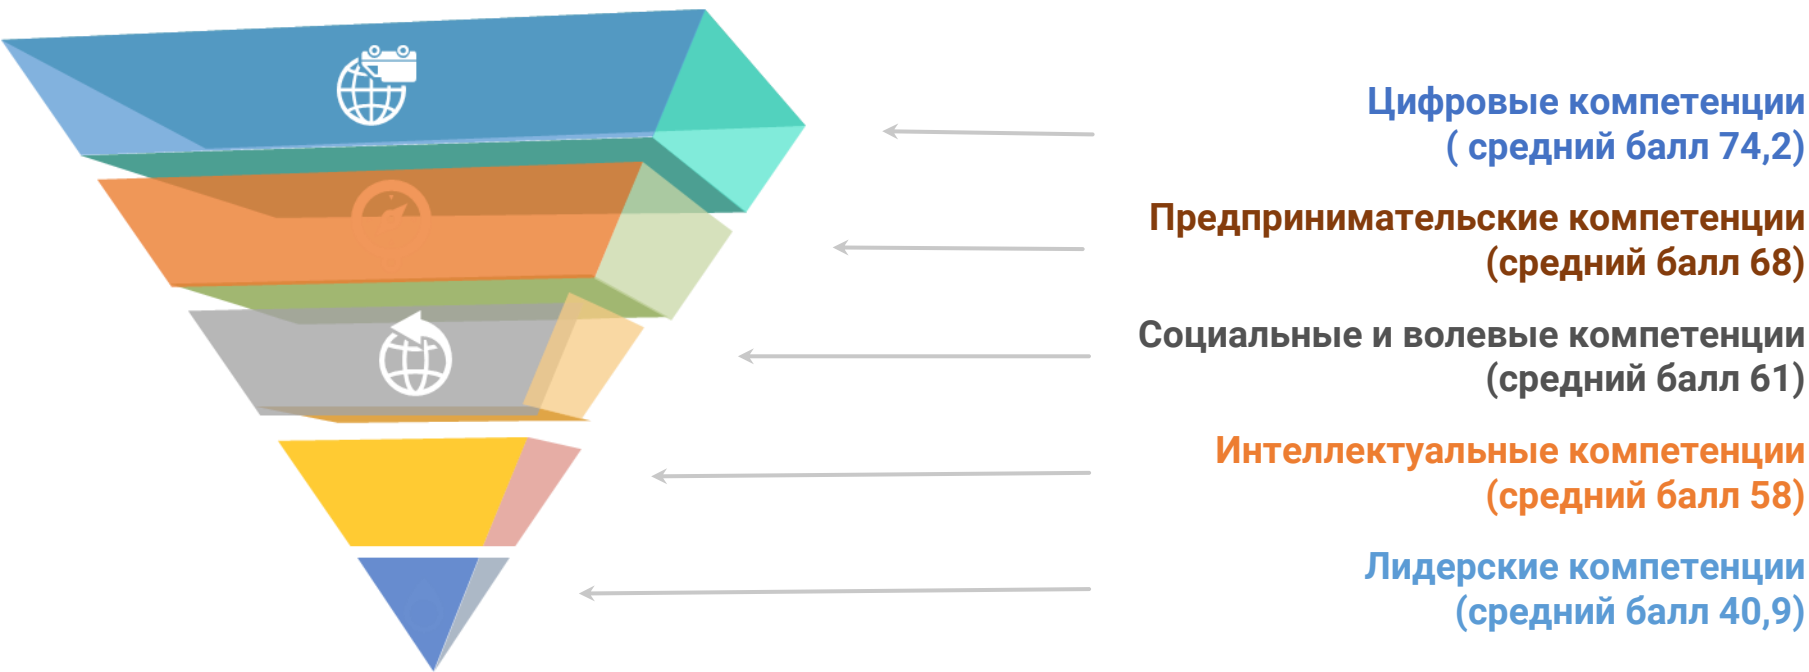 Цифровые компетенции
( средний балл 74,2)
Предпринимательские компетенции
(средний балл 68)
Социальные и волевые компетенции
(средний балл 61)
Интеллектуальные компетенции
(средний балл 58)
Лидерские компетенции
(средний балл 40,9)